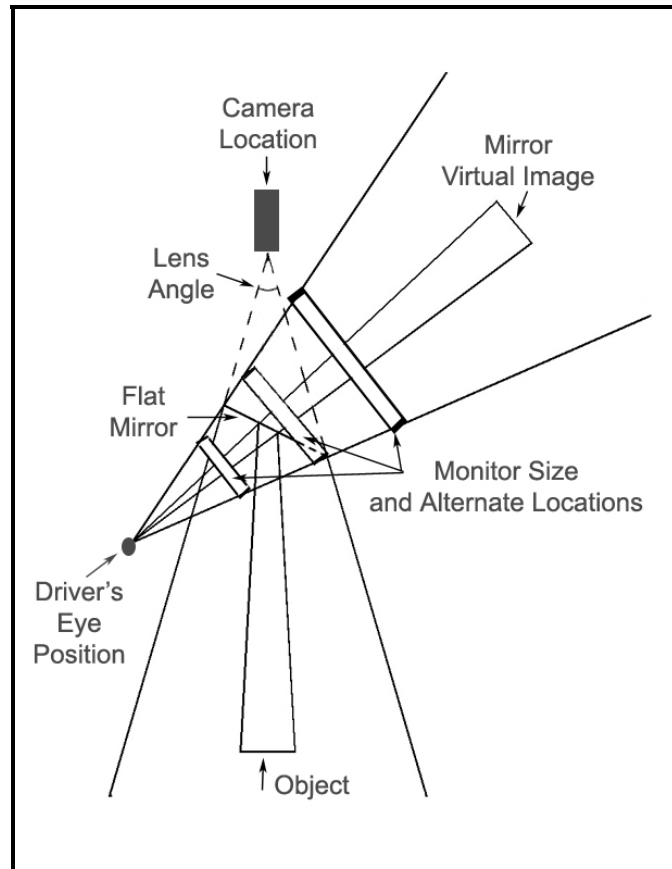 Camera
Location
Mirror
Virtual Image
Lens
Angle
Flat
Mirror
Monitor Size
and Alternate Locations
Driver's
Eye
Position
Object